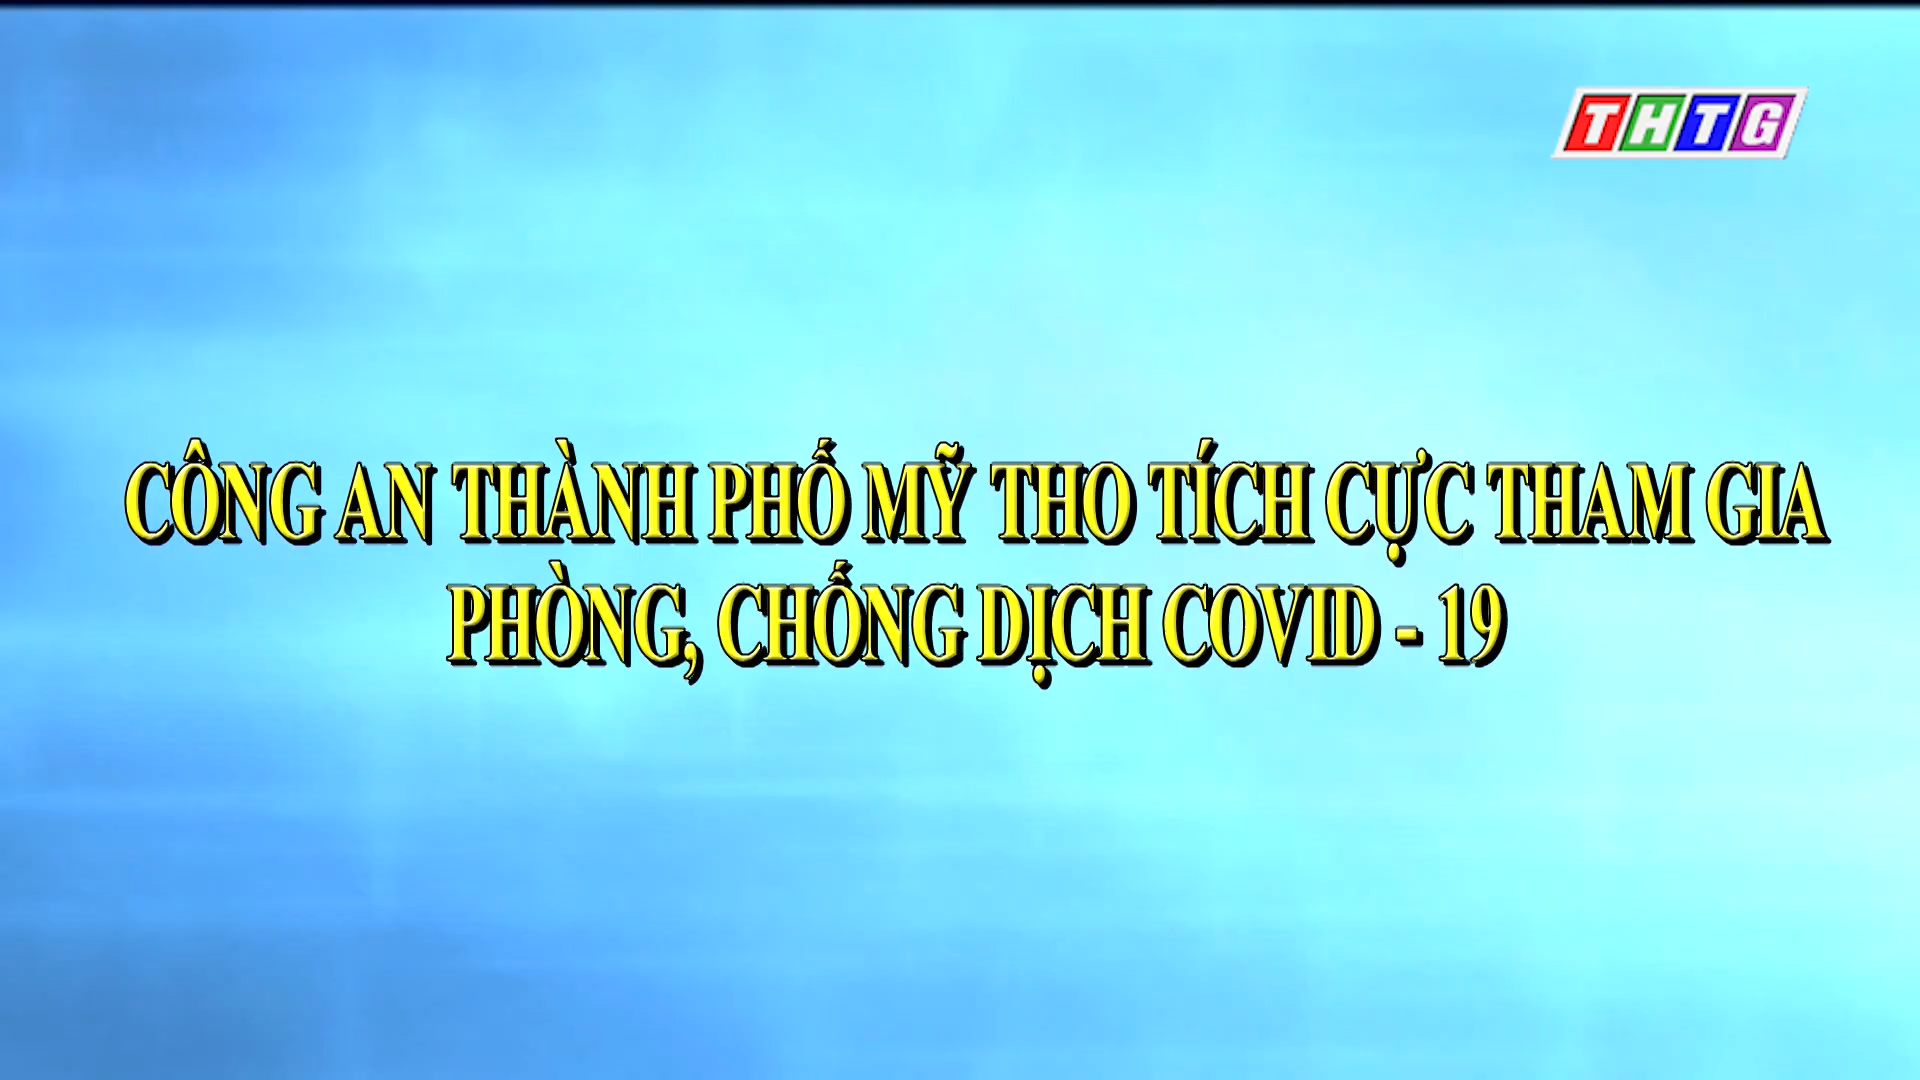 THTG
CÔNG AN THÀNH PHỐ MỸ THO TÍCH CỰC THAM GIA
PHÒNG, CHỐNG DỊCH COVID - 19